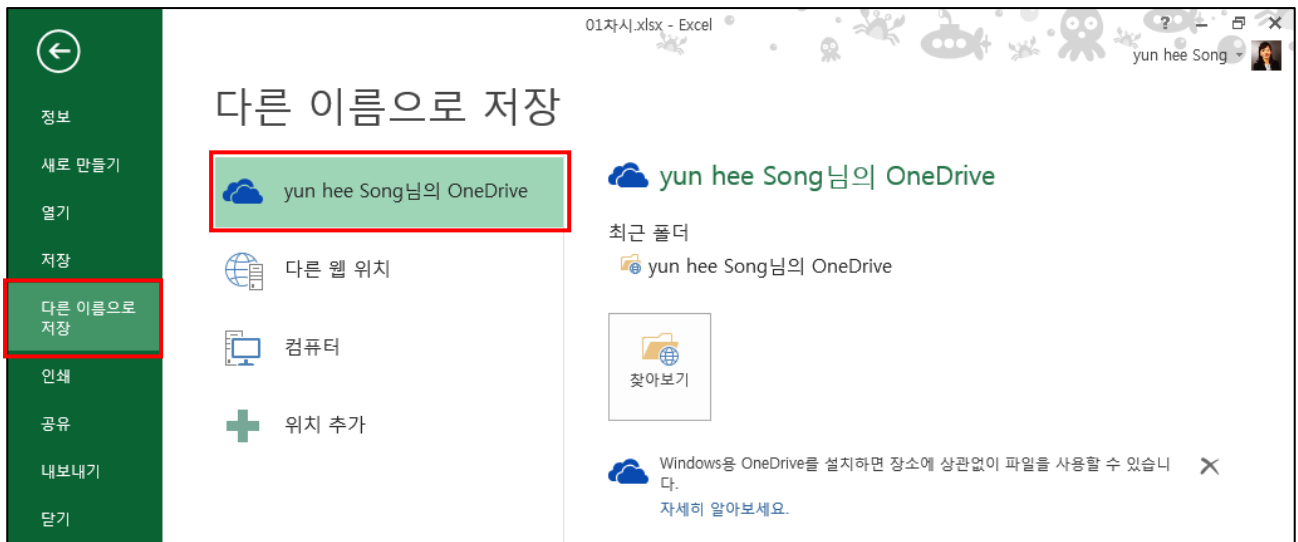 01차시.xlsx - Excel
?
yun hee Song
정보
새로 만들기
열기
저장
다른 이름으로
저장
인쇄
공유
내보내기
닫기
다른 이름으로 저장
yun hee Song님의 OneDrive
다른 웹 위치
컴퓨터
위치 추가
yun hee Song님의 OneDrive
최근 폴더
yun hee Song님의 OneDrive
찾아보기
Windows용 OneDrive를 설치하면 장소에 상관없이 파일을 사용할 수 있습니
다.
자세히 알아보세요.